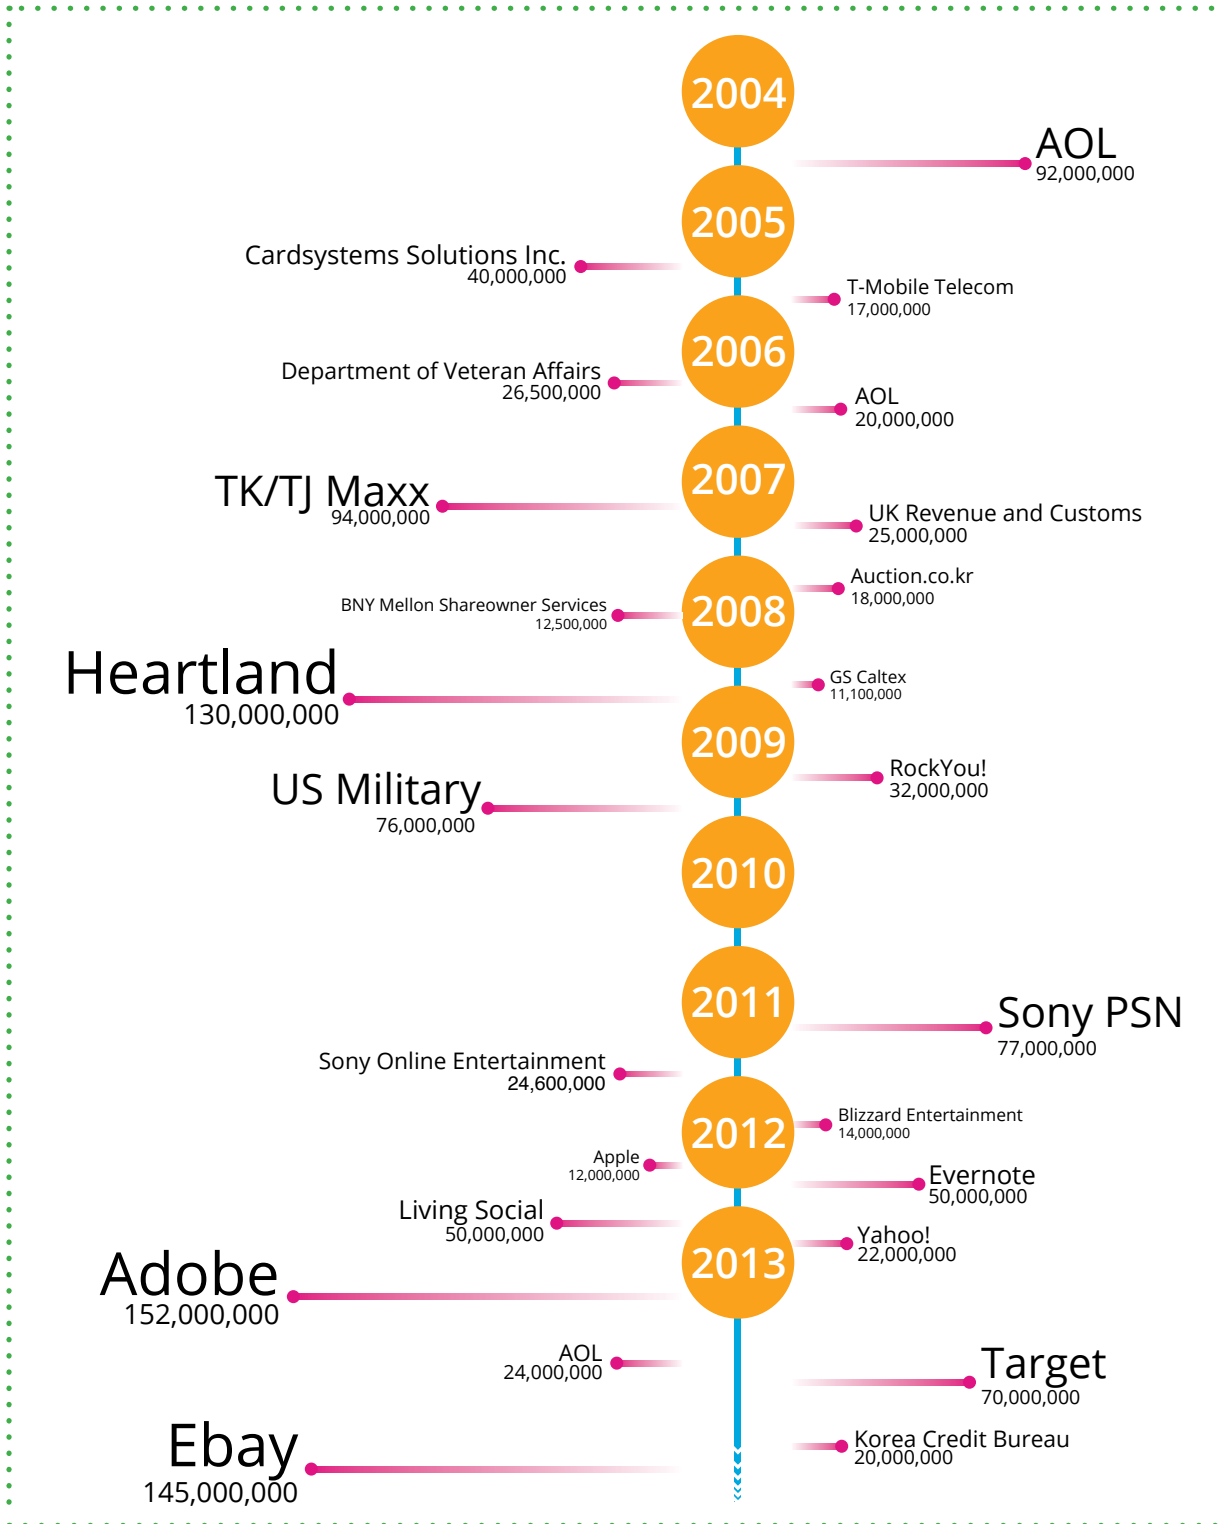 2004
AOL
92,000,000
2005
Cardsystems Solutions Inc.
40,000,000
T-Mobile Telecom
17,000,000
2006
Department of Veteran Affairs
26,500,000
AOL
20,000,000
2007
TK/TJ Maxx
94,000,000
UK Revenue and Customs
25,000,000
Auction.co.kr
18,000,000
2008
BNY Mellon Shareowner Services
12,500,000
Heartland
130,000,000
GS Caltex
11,100,000
2009
RockYou!
32,000,000
US Military
76,000,000
2010
2011
Sony PSN
77,000,000
Sony Online Entertainment
24,600,000
2012
Blizzard Entertainment
14,000,000
Apple
12,000,000
Evernote
50,000,000
Living Social
50,000,000
Yahoo!
22,000,000
2013
Adobe
152,000,000
AOL
24,000,000
Target
70,000,000
Korea Credit Bureau
20,000,000
Ebay
145,000,000